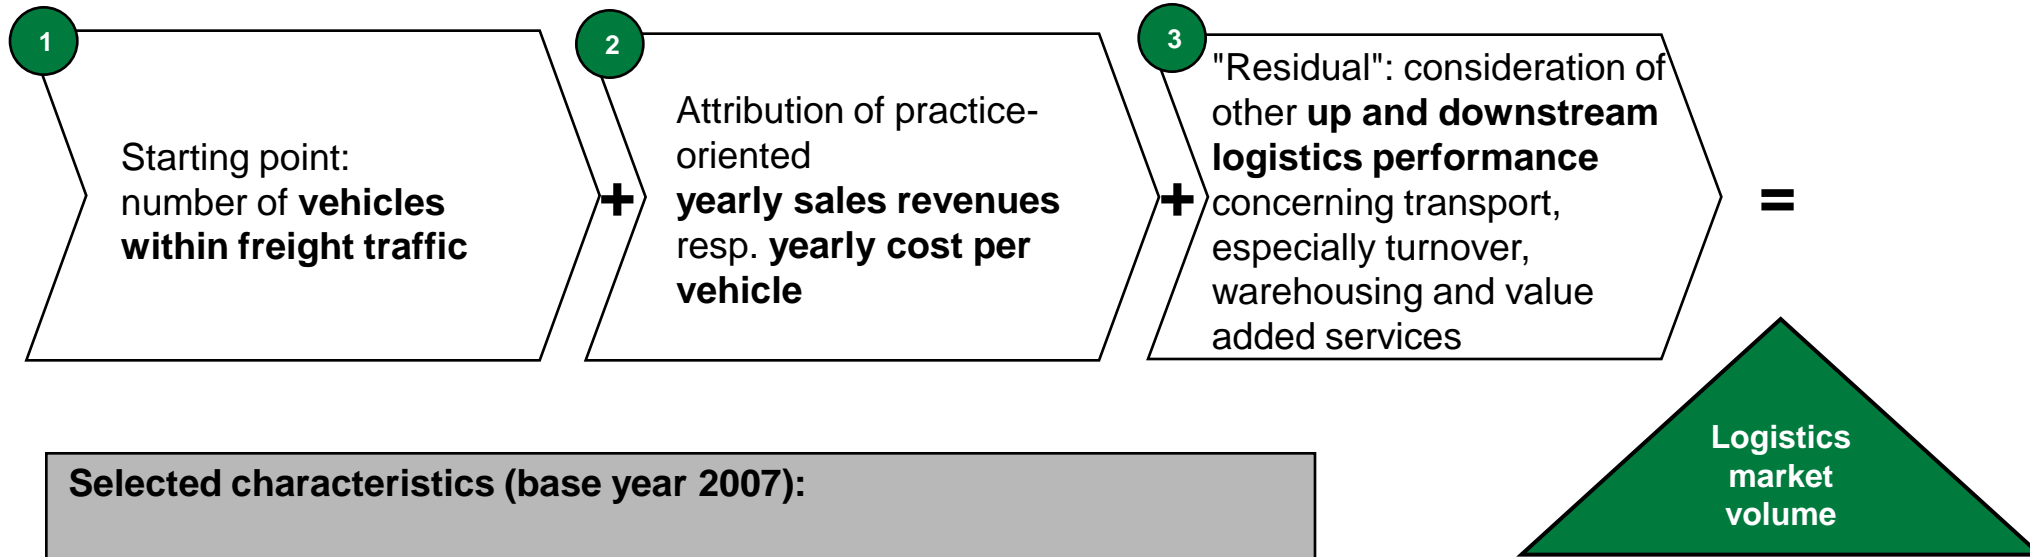 1
Starting point:
number of vehicles
within freight traffic
+
2
Attribution of practice-
oriented
yearly sales revenues
resp. yearly cost per
vehicle
+
3
"Residual": consideration of
other up and downstream
logistics performance
concerning transport,
especially turnover,
warehousing and value
added services
=
Logistics
market
volume
Selected characteristics (base year 2007):